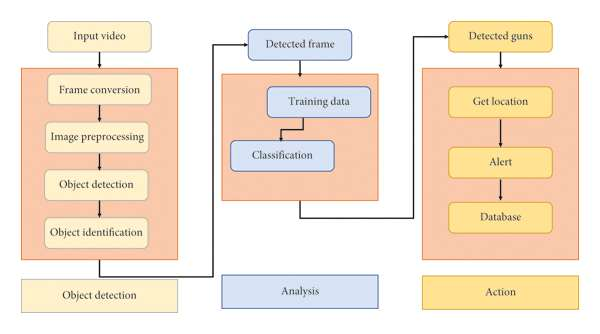 Input video
Frame conversion
Image preprocessing
Object detection
Object identification
Object detection
Detected frame
Training data
Classification
Analysis
Detected guns
Get location
Alert
Database
Action